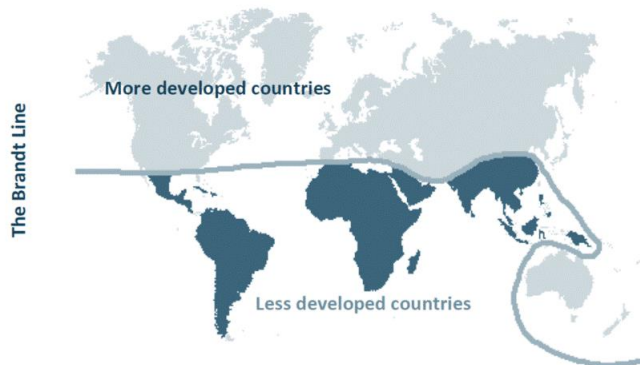 The Brandt Line
More developed countries
Less developed countries